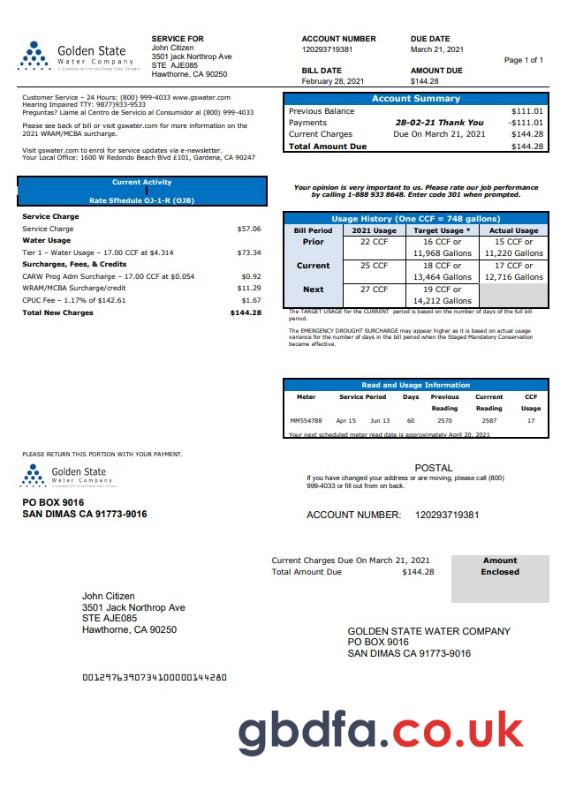 Golden State
Water Company
SERVICE FOR
John Citizen
3501 jack Northrop Ave
STE AJE085
Hawthorne, CA 90250
ACCOUNT NUMBER
120293719381
DUE DATE
March 21, 2021
Page 1 of 1
BILL DATE
February 28, 2021
AMOUNT DUE
$144.28
Customer Service – 24 Hours: (800) 999-4033 www.gswater.com
Hearing Impaired TTY: 9877)933-9533
Preguntas? Llame al Centro de Servicio al Consumidor al (800) 999-4033
Please see back of bill or visit gswater.com for more information on the
2021 WRAM/MCBA surcharge.
Visit gswater.com to enroll services updates via e-newsletter.
Your Local Office: 1600 W Redondo Beach Blvd £101, Gardena, CA 90247
Account Summary
Previous Balance $111.01
Payments 28-02-21 Thank You -$111.01
Current Charges Due On March 21, 2021 $144.28
Total Amount Due $144.28
Current Activity
Rate Sfhedule OJ-1-R (OJB)
Service Charge
Service Charge $57.06
Water Usage
Tier 1 – Water Usage – 17.00 CCF at $4.314 $73.34
Surcharges, Fees, & Credits
CARW Prog Adm Surcharge – 17.00 CCF at $0.054 $0.92
WRAM/MCBA Surcharge/credit $11.29
CPUC Fee – 1.17% of $142.61 $1.67
Total New Charges $144.28
Your opinion is very important to us. Please rate our job performance
by calling 1-888 933 8648. Enter code 301 when prompted.
Usage History (One CCF = 748 gallons)
Bill Period 2021 Usage Target Usage * Actual Usage
Prior 22 CCF 16 CCF or 15 CCF or
11,968 Gallons 11,220 Gallons
Current 25 CCF 18 CCF or 17 CCF or
13,464 Gallons 12,716 Gallons
Next 27 CCF 19 CCF or
14,212 Gallons
The TARGET USAGE for the CURRENT period is based on the number of days of the full bill
period.
The EMERGENCY DROUGHT SURCHARGE may appear higher as it is based on actual usage
variance for the number of days in the bill period when the Staged Mandatory Conservation
became effective.
Read and Usage Information
Meter Service Period Days Previous Currrent CCF
Reading Reading Usage
MM554788 Apr 15 Jun 13 60 2570 2587 17
Your next scheduled meter read date is approximately April 20, 2021
PLEASE RETURN THIS PORTION WITH YOUR PAYMENT.
Golden State
Water Company
PO BOX 9016
SAN DIMAS CA 91773-9016
POSTAL
If you have changed your address or are moving, please call (800)
999-4033 or fill out from on back.
ACCOUNT NUMBER: 120293719381
Current Charges Due On March 21, 2021
Total Amount Due $144.28
Amount
Enclosed
John Citizen
3501 Jack Northrop Ave
STE AJE085
Hawthorne, CA 90250
GOLDEN STATE WATER COMPANY
PO BOX 9016
SAN DIMAS CA 91773-9016
001297639073410000014​4280
gbdfa.co.uk